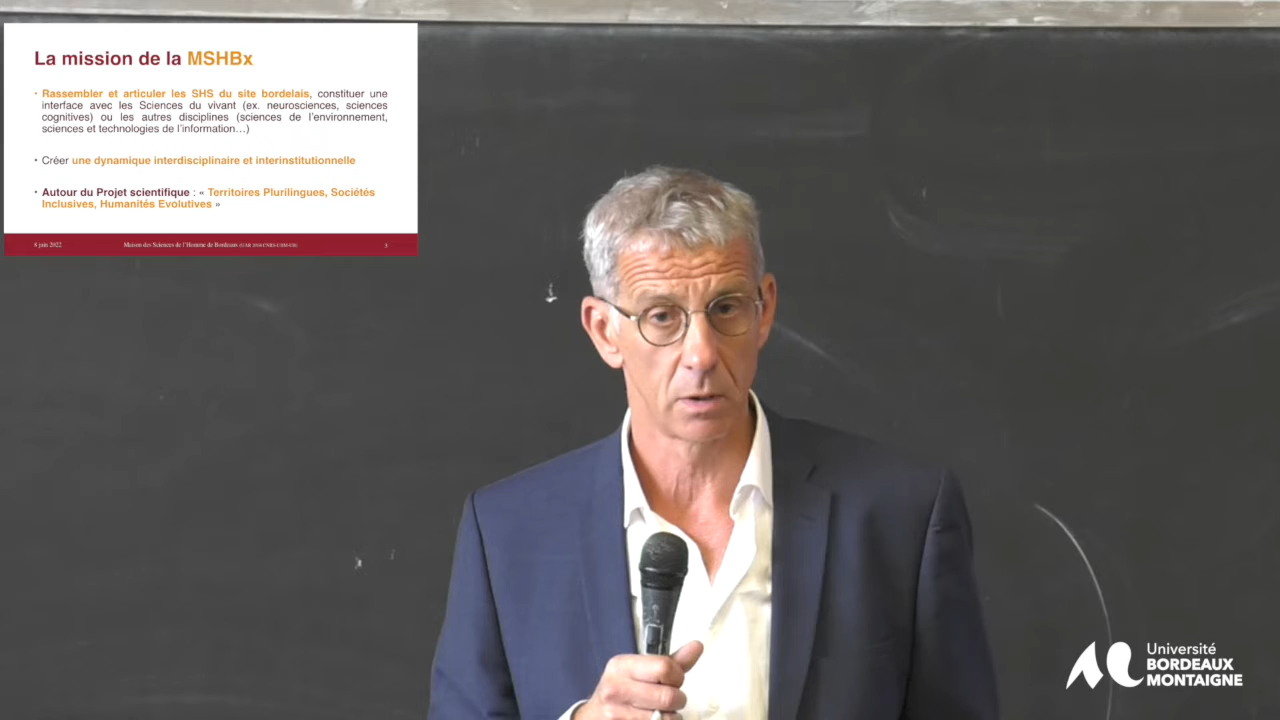 La mission de la MSHBx
• Rassembler et articuler les SHS du site bordelais, constituer une
interface avec les Sciences du vivant (ex. neurosciences, sciences
cognitives) ou les autres disciplines (sciences de l'environnement,
sciences et technologies de l'information…)
• Créer une dynamique interdisciplinaire et interinstitutionnelle
• Autour du Projet scientifique : « Territoires Plurilingues, Sociétés
Inclusives, Humanités Evolutives »
8 juin 2022
Maison des Sciences de l'Homme de Bordeaux
Université
BORDEAUX
MONTAIGNE